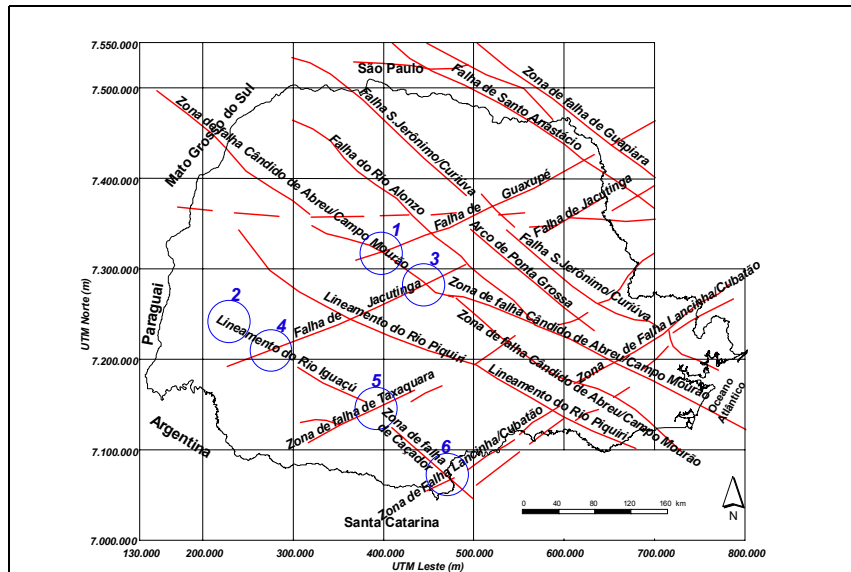 7.550.000
7.500.000
7.400.000
7.300.000
7.200.000
7.100.000
7.000.000
UTM Norte (m)
130.000
200.000
300.000
400.000
500.000
600.000
700.000
800.000
UTM Leste (m)
São Paulo
Mato Grosso do Sul
Paraguai
Argentina
Santa Catarina
Oceano
Atlântico
Zona de falha de Guapiara
Falha de Santo Anastácio
Falha S.Jerônimo/Curiúva
Zona de falha Cândido de Abreu/Campo Mourão
Falha do Rio Alonzo
Falha de Guaxupé
Falha de Jacutinga
Arco de Ponta Grossa
Falha S.Jerônimo/Curiúva
1
3
2
4
5
6
Falha de Jacutinga
Lineamento do Rio Piquiri
Lineamento do Rio Iguaçú
Zona de falha Cândido de Abreu/Campo Mourão
Zona de falha Cândido de Abreu/Campo Mourão
Zona de Falha Lancinha/Cubatão
Lineamento do Rio Piquiri
Zona de falha de Taxaquara
Zona de falha
de Caçador
Zona de Falha Lancinha/Cubatão
0 40 80 120 160 km
N